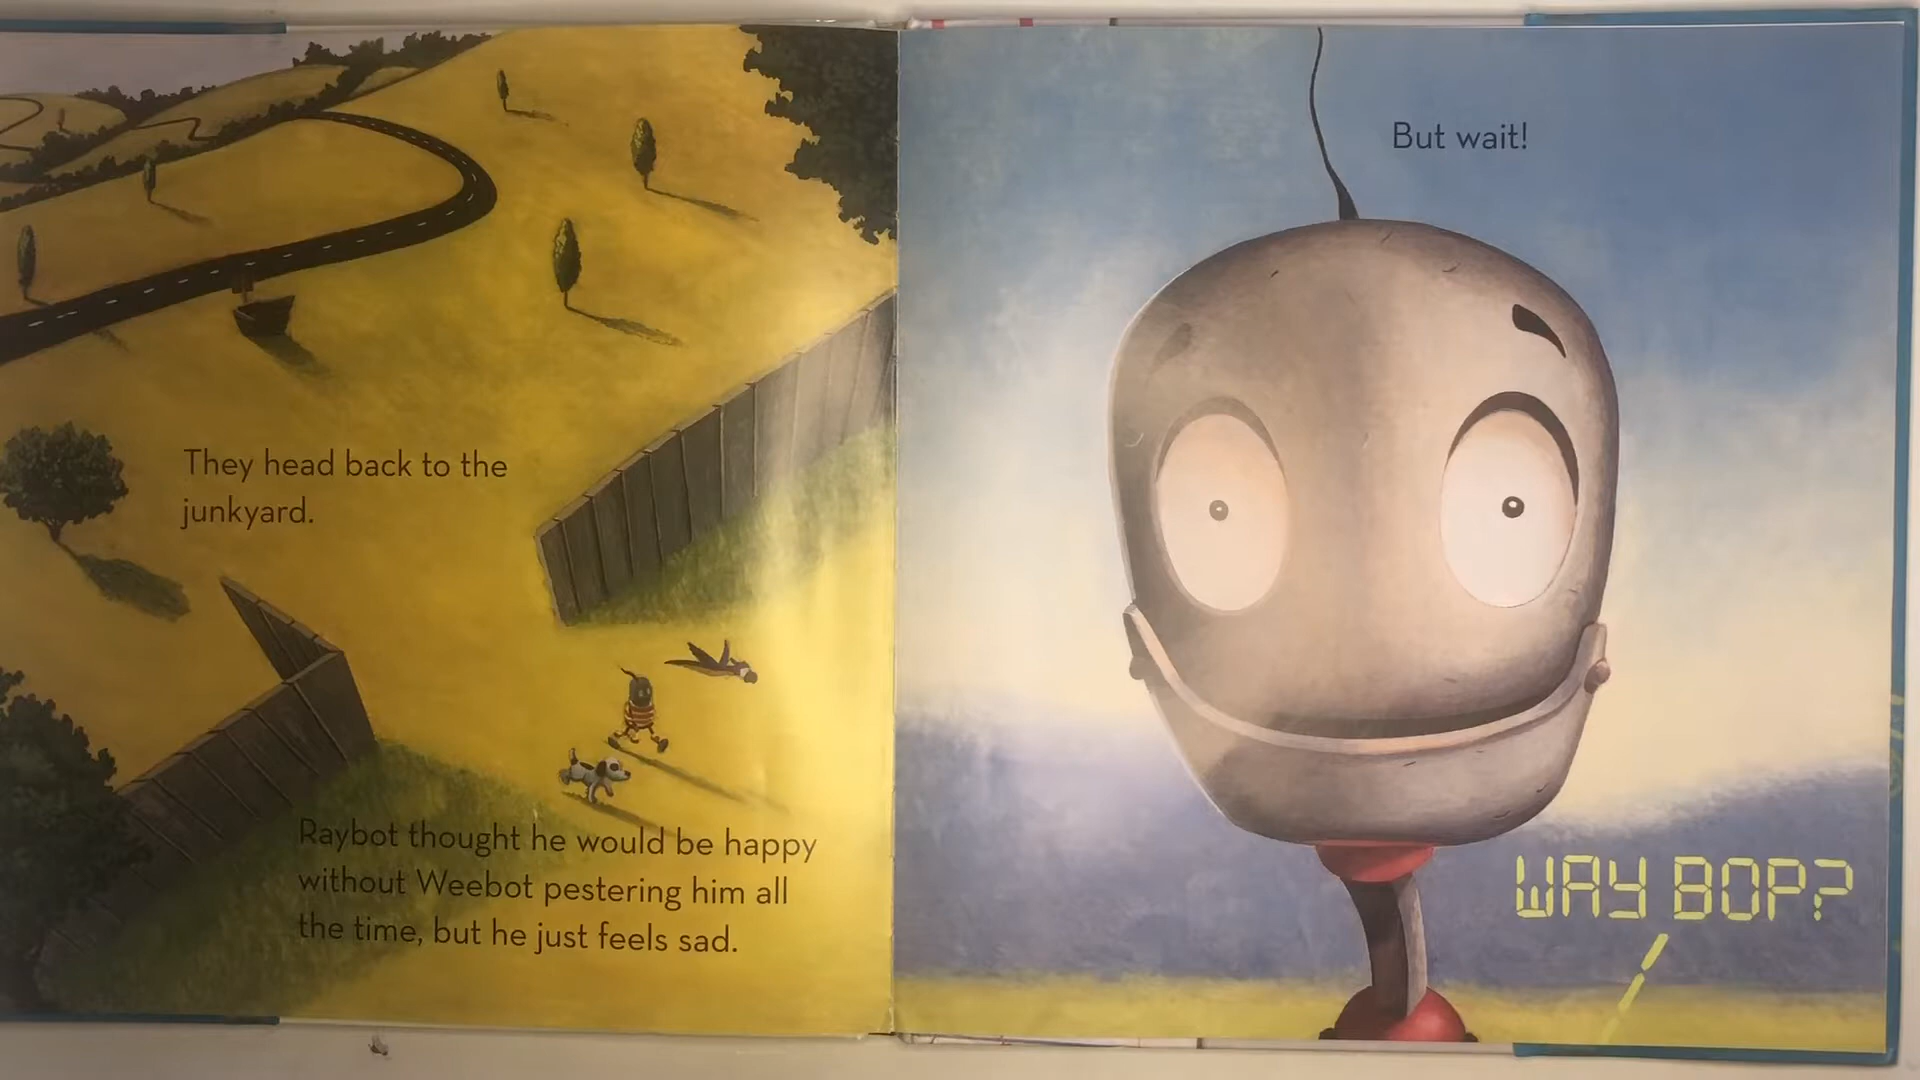 They head back to the
junkyard.
Raybot thought he would be happy
without Weebot pestering him all
the time, but he just feels sad.
But wait!
WAY BOP?